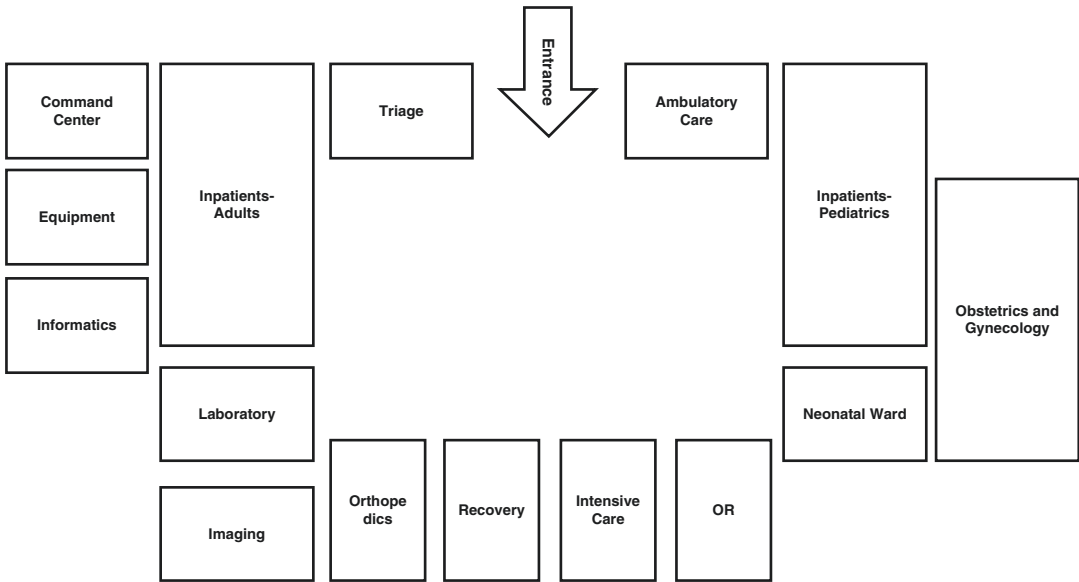 Entrance
Command
Center
Triage
Ambulatory
Care
Equipment
Inpatients-
Adults
Inpatients-
Pediatrics
Informatics
Obstetrics and
Gynecology
Laboratory
Neonatal Ward
Imaging
Orthope
dics
Recovery
Intensive
Care
OR